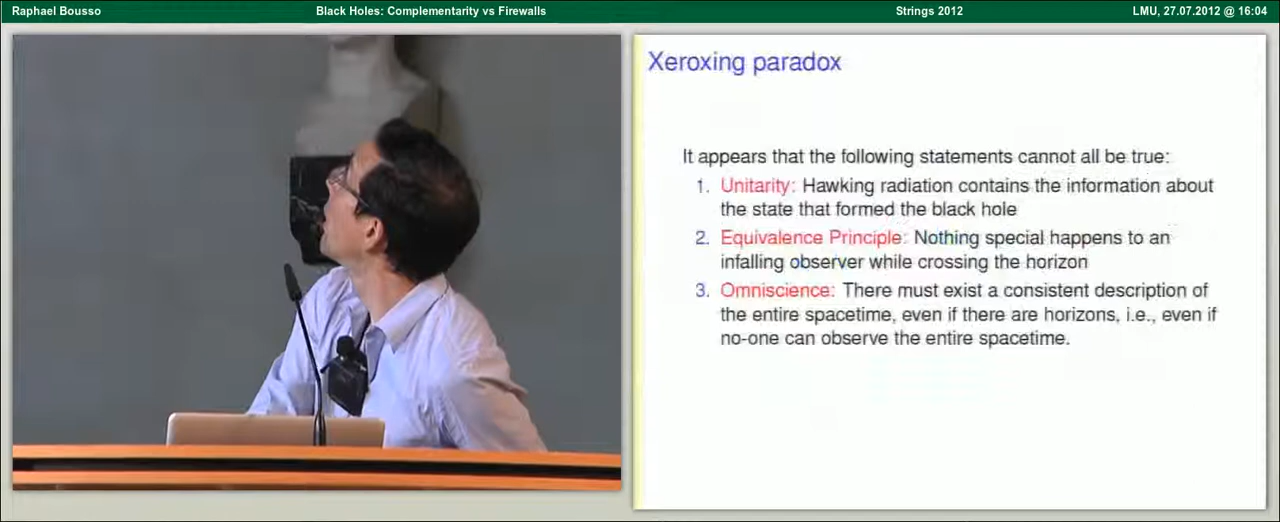 Raphael Bousso Black Holes: Complementarity vs Firewalls Strings 2012 LMU, 27.07.2012 @ 16:04
Xeroxing paradox
It appears that the following statements cannot all be true:
1. Unitarity: Hawking radiation contains the information about
the state that formed the black hole
2. Equivalence Principle: Nothing special happens to an
infalling observer while crossing the horizon
3. Omniscience: There must exist a consistent description of
the entire spacetime, even if there are horizons, i.e., even if
no-one can observe the entire spacetime.